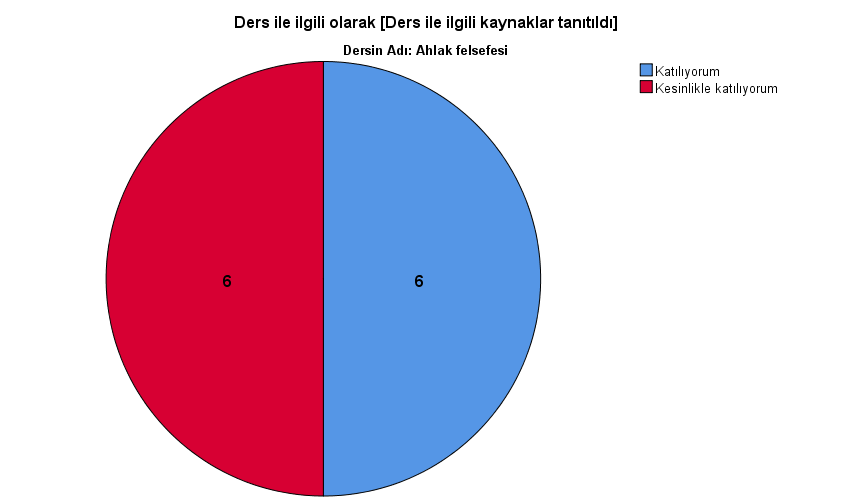 Ders ile ilgili olarak [Ders ile ilgili kaynaklar tanıtıldı]
Dersin Adı: Ahlak felsefesi
Katılıyorum
Kesinlikle katılıyorum
6
6